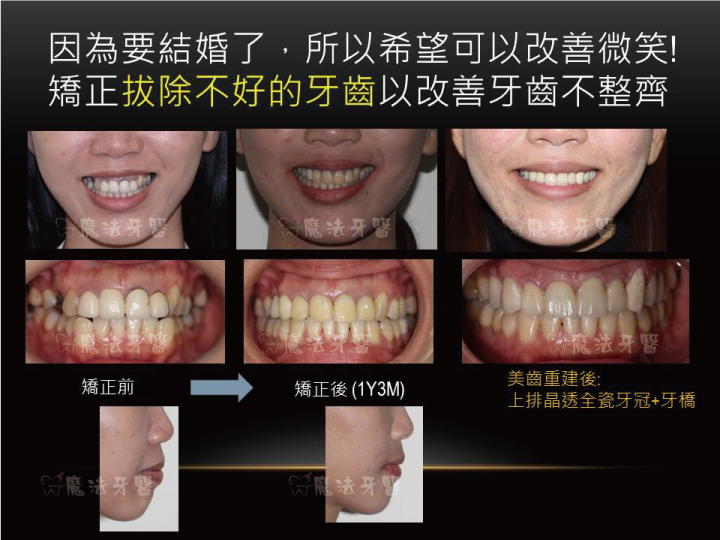 因為要結婚了，所以希望可以改善微笑!
矯正拔除不好的牙齒以改善牙齒不整齊
魔法牙醫
魔法牙醫
魔法牙醫
魔法牙醫
魔法牙醫
魔法牙醫
矯正前
矯正後 (1Y3M)
美齒重建後:
上排晶透全瓷牙冠+牙橋
魔法牙醫
魔法牙醫